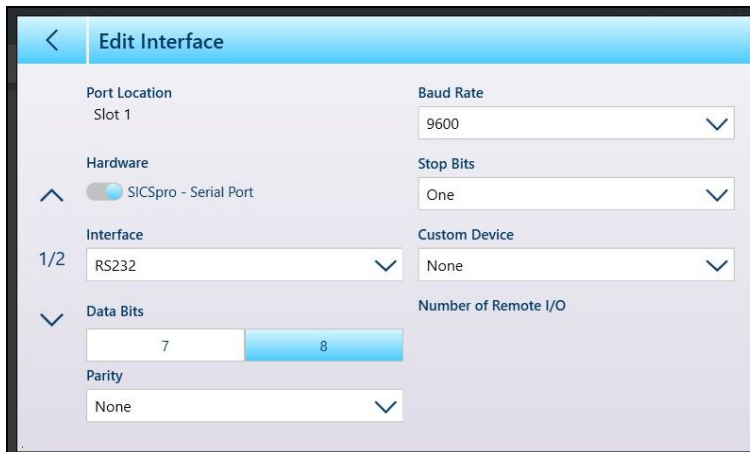 Edit Interface
Port Location
Slot 1
Hardware
SICSpro - Serial Port
Interface
RS232
1/2
Data Bits
7
8
Parity
None
Baud Rate
9600
Stop Bits
One
Custom Device
None
Number of Remote I/O